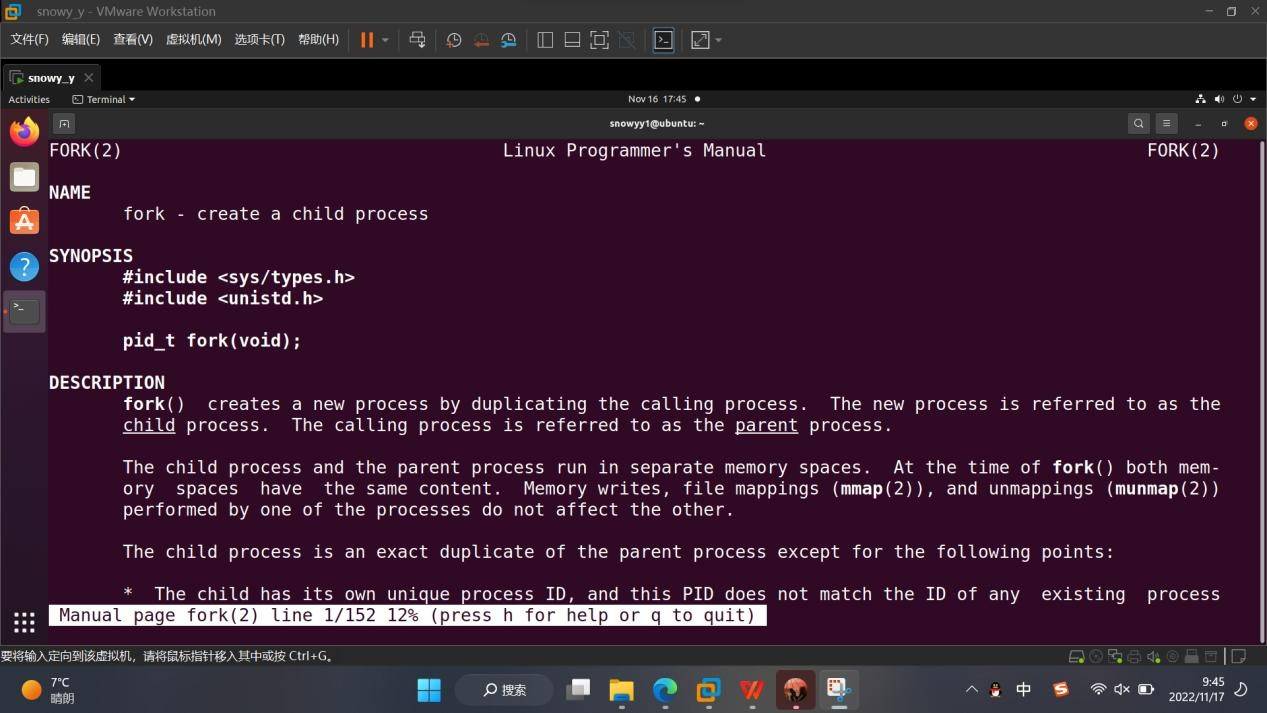 snowy_y - VMware Workstation
文件(F) 编辑(E) 查看(V) 虚拟机(M) 选项卡(T) 帮助(H)
snowy_y
Activities Terminal Nov 16 17:45
snowyy1@ubuntu: ~
FORK(2) Linux Programmer's Manual FORK(2)
NAME
fork - create a child process
SYNOPSIS
#include <sys/types.h>
#include <unistd.h>
pid_t fork(void);
DESCRIPTION
fork() creates a new process by duplicating the calling process. The new process is referred to as the
child process. The calling process is referred to as the parent process.
The child process and the parent process run in separate memory spaces. At the time of fork() both mem-
ory spaces have the same content. Memory writes, file mappings (mmap(2)), and unmappings (munmap(2))
performed by one of the processes do not affect the other.
The child process is an exact duplicate of the parent process except for the following points:
* The child has its own unique process ID, and this PID does not match the ID of any existing process
Manual page fork(2) line 1/152 12% (press h for help or q to quit)
要将输入定向到该虚拟机，请将鼠标指针移入其中或按 Ctrl+G。
7°C
晴朗
搜索
中
9:45
2022/11/17